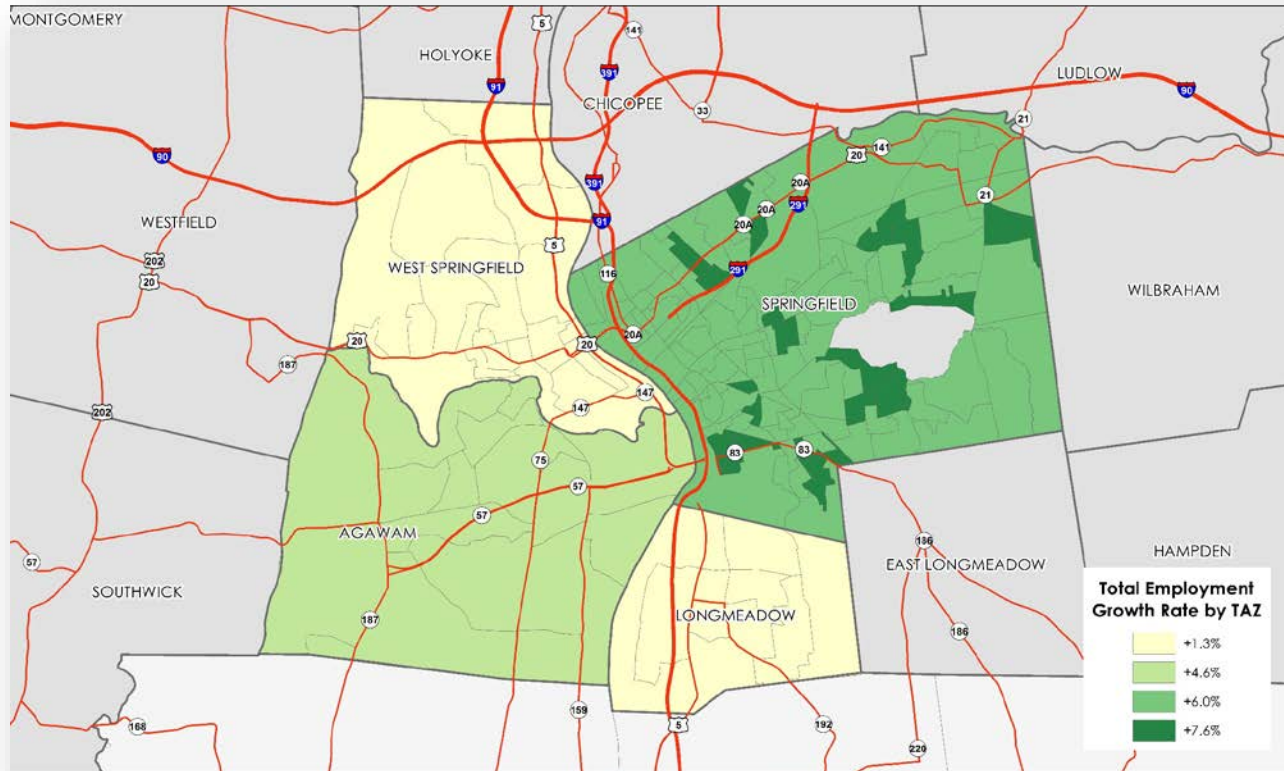 MONTGOMERY
5
141
HOLYOKE
91
391
LUDLOW
90
CHICOPEE
33
21
90
20
141
391
20A
21
WESTFIELD
91
20A
20A
291
5
202
20
WEST SPRINGFIELD
116
291
WILBRAHAM
SPRINGFIELD
20
20
20A
187
147
147
202
75
83
83
57
57
AGAWAM
186
57
EAST LONGMEADOW
HAMPDEN
SOUTHWICK
LONGMEADOW
187
186
159
168
5
192
220
Total Employment
Growth Rate by TAZ
+1.3%
+4.6%
+6.0%
+7.6%